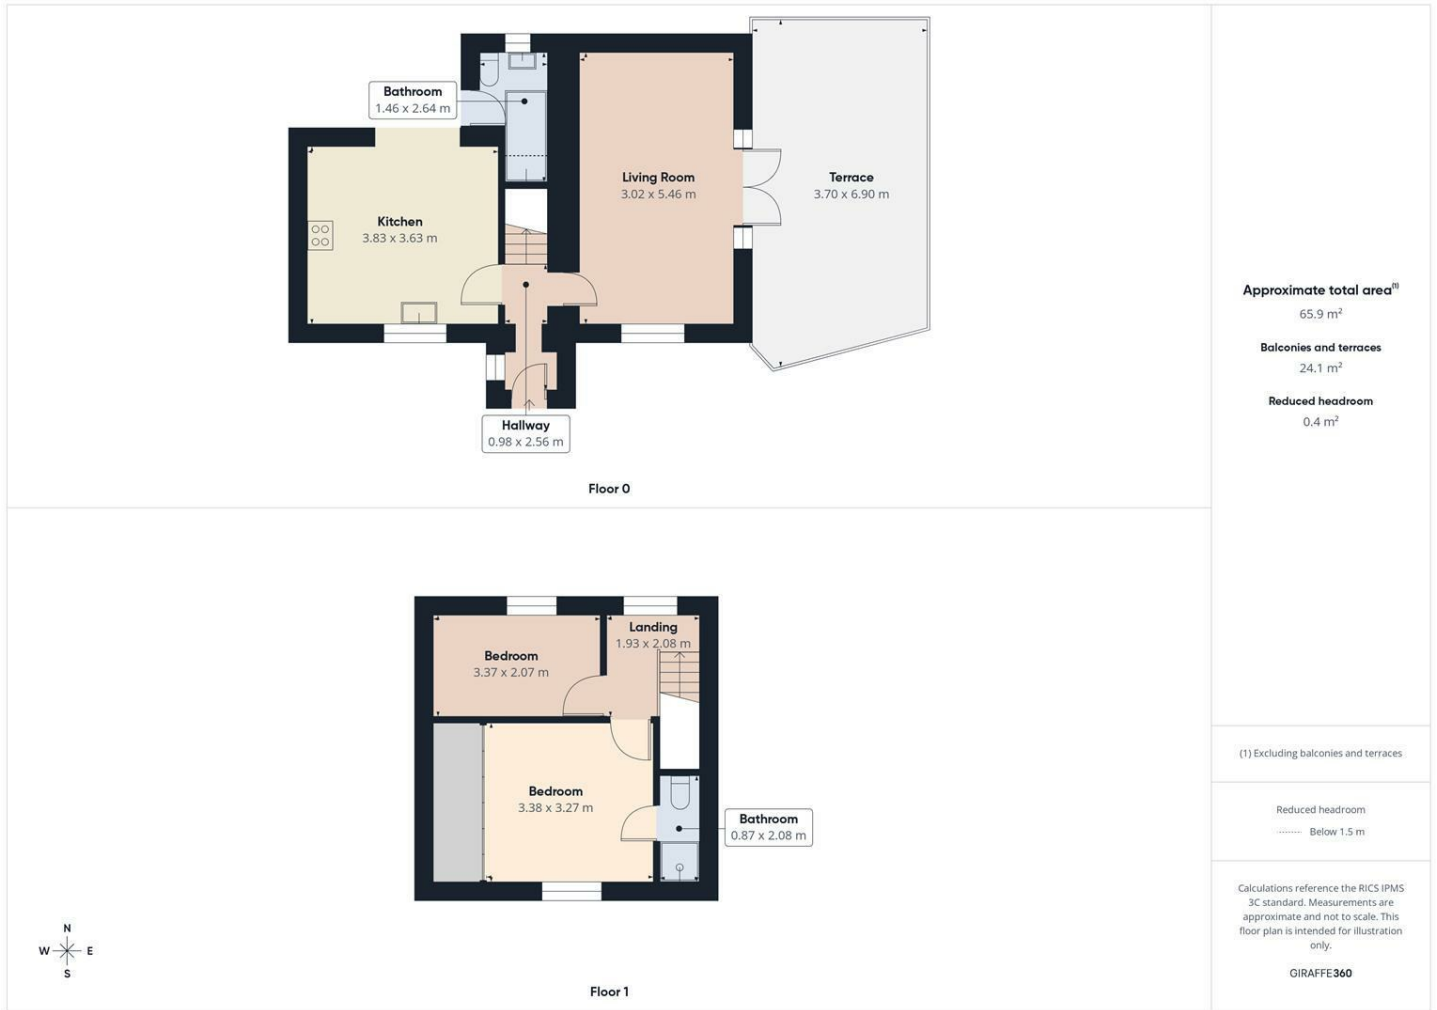 Bathroom
1.46 x 2.64 m
Living Room
3.02 x 5.46 m
Terrace
3.70 x 6.90 m
Kitchen
3.83 x 3.63 m
Hallway
0.98 x 2.56 m
Floor 0
Landing
1.93 x 2.08 m
Bedroom
3.37 x 2.07 m
Bedroom
3.38 x 3.27 m
Bathroom
0.87 x 2.08 m
N
W E
S
Floor 1
Approximate total area(1)
65.9 m²
Balconies and terraces
24.1 m²
Reduced headroom
0.4 m²
(1) Excluding balconies and terraces
Reduced headroom
Below 1.5 m
Calculations reference the RICS IPMS
3C standard. Measurements are
approximate and not to scale. This
floor plan is intended for illustration
only.
GIRAFFE360